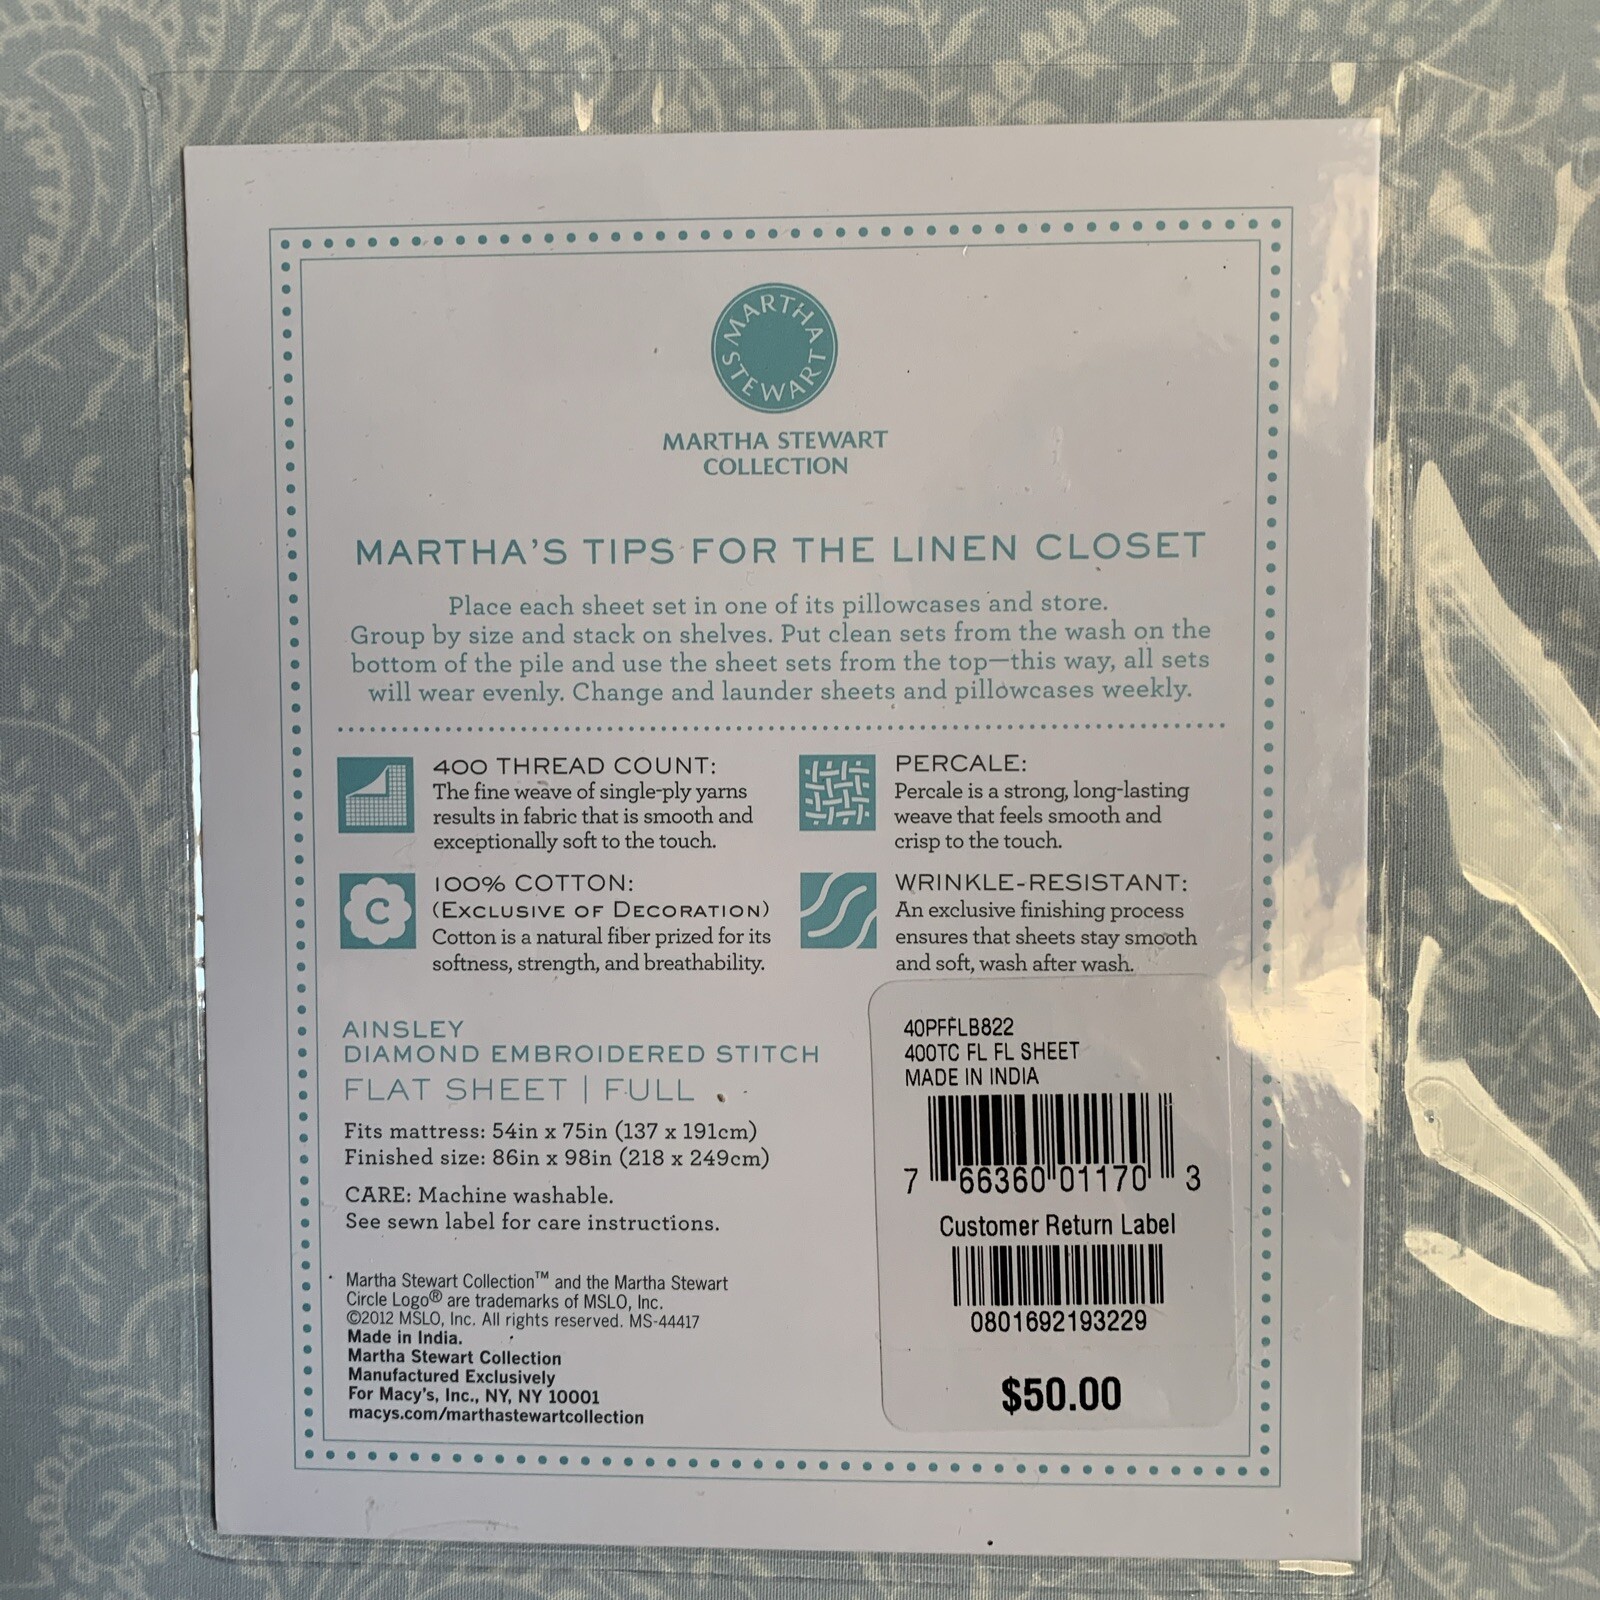 MARTHA STEWART
MARTHA STEWART
COLLECTION
MARTHA'S TIPS FOR THE LINEN CLOSET
Place each sheet set in one of its pillowcases and store.
Group by size and stack on shelves. Put clean sets from the wash on the
bottom of the pile and use the sheet sets from the top—this way, all sets
will wear evenly. Change and launder sheets and pillowcases weekly.
400 THREAD COUNT:
The fine weave of single-ply yarns
results in fabric that is smooth and
exceptionally soft to the touch.
PERCALE:
Percale is a strong, long-lasting
weave that feels smooth and
crisp to the touch.
C
100% COTTON:
(EXCLUSIVE OF DECORATION)
Cotton is a natural fiber prized for its
softness, strength, and breathability.
WRINKLE-RESISTANT:
An exclusive finishing process
ensures that sheets stay smooth
and soft, wash after wash.
AINSLEY
DIAMOND EMBROIDERED STITCH
FLAT SHEET | FULL
Fits mattress: 54in x 75in (137 x 191cm)
Finished size: 86in x 98in (218 x 249cm)
CARE: Machine washable.
See sewn label for care instructions.
Martha Stewart Collection™ and the Martha Stewart
Circle Logo® are trademarks of MSLO, Inc.
©2012 MSLO, Inc. All rights reserved. MS-44417
Made in India.
Martha Stewart Collection
Manufactured Exclusively
For Macy's, Inc., NY, NY 10001
macys.com/marthastewartcollection
40PFFLB822
400TC FL FL SHEET
MADE IN INDIA
7 66360 01170 3
Customer Return Label
0801692193229
$50.00